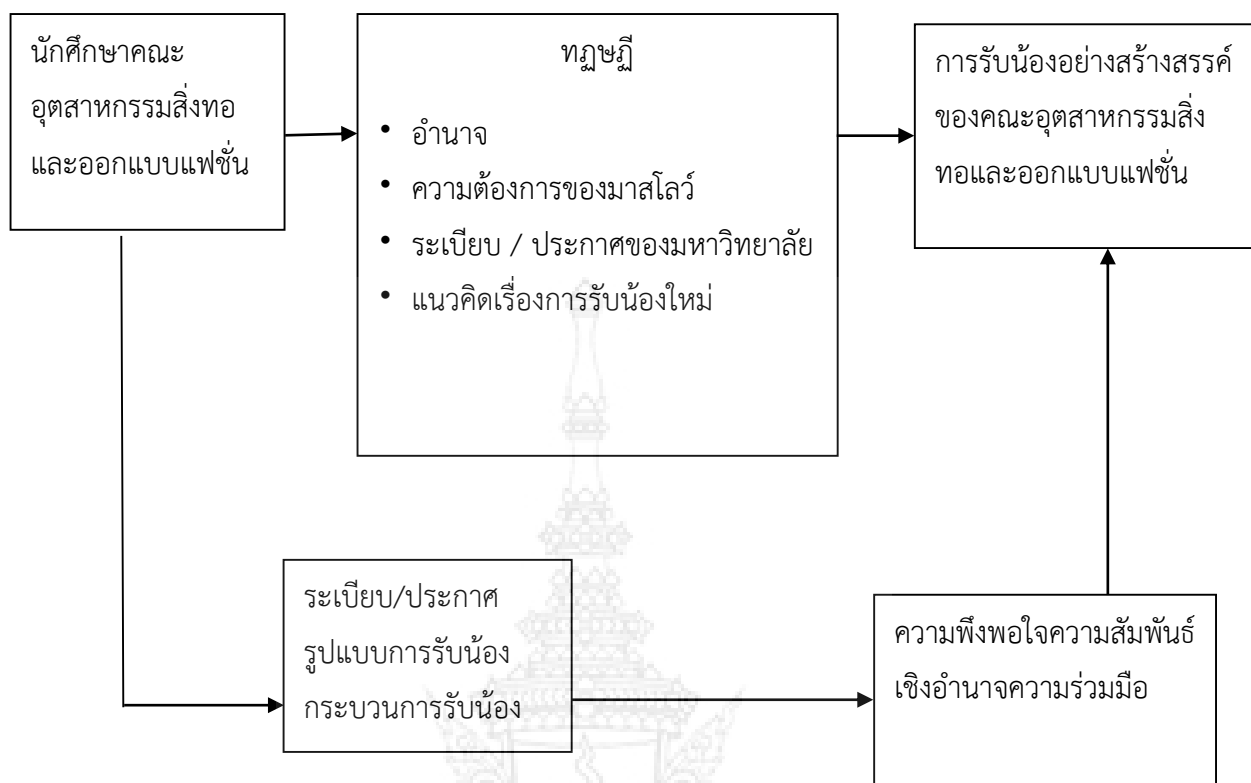 นักศึกษาคณะ
อุตสาหกรรมสิ่งทอ
และออกแบบแฟชั่น
ทฏษฏี
• อำนาจ
• ความต้องการของมาสโลว์
• ระเบียบ / ประกาศของมหาวิทยาลัย
• แนวคิดเรื่องการรับน้องใหม่
การรับน้องอย่างสร้างสรรค์
ของคณะอุตสาหกรรมสิ่ง
ทอและออกแบบแฟชั่น
ระเบียบ/ประกาศ
รูปแบบการรับน้อง
กระบวนการรับน้อง
ความพึงพอใจความสัมพันธ์
เชิงอำนาจความร่วมมือ